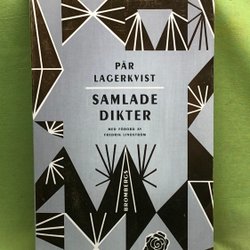 PÄR
LAGERKVIST
SAMLADE
DIKTER
MED FÖRORD AV
FREDRIK LINDSTRÖM
BROMBERGS